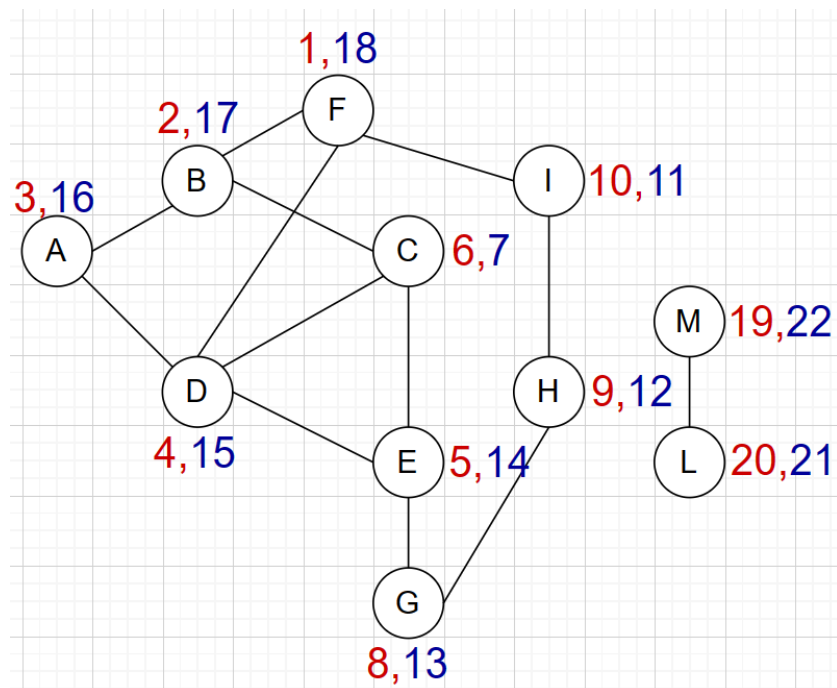 1,18
F
2,17
B
I 10,11
3,16
A
C 6,7
M 19,22
D
H 9,12
4,15
E 5,14
L 20,21
G
8,13